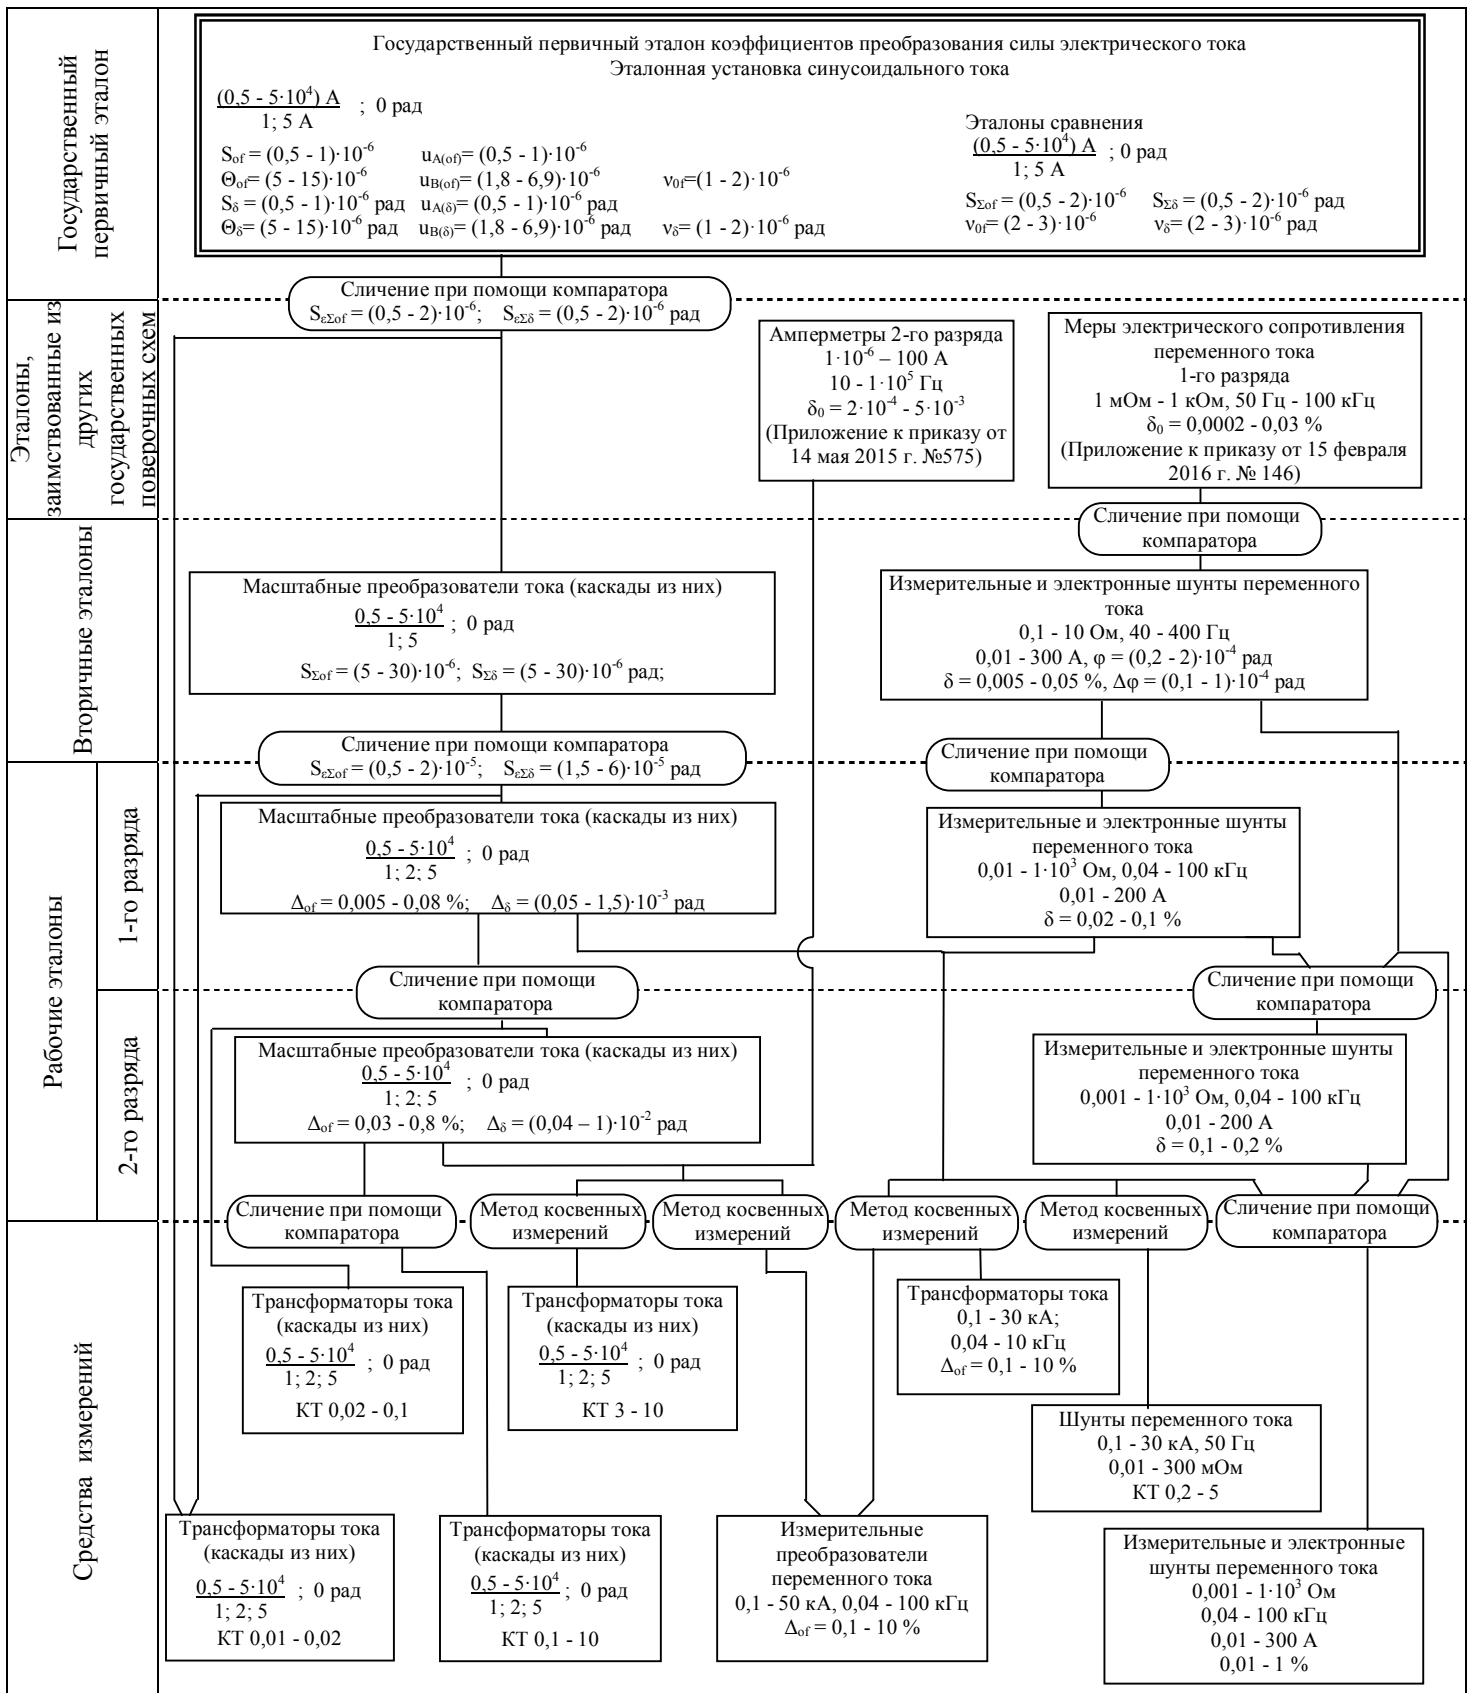 Государственный первичный эталон
Государственный первичный эталон коэффициентов преобразования силы электрического тока
Эталонная установка синусоидального тока
(0,5 - 5·10⁴) А
1; 5 А
; 0 рад
S_of = (0,5 - 1)·10⁻⁶ u_A(of)= (0,5 - 1)·10⁻⁶
Θ_of= (5 - 15)·10⁻⁶ u_B(of)= (1,8 - 6,9)·10⁻⁶ ν_0f=(1 - 2)·10⁻⁶
S_δ = (0,5 - 1)·10⁻⁶ рад u_A(δ)= (0,5 - 1)·10⁻⁶ рад
Θ_δ= (5 - 15)·10⁻⁶ рад u_B(δ)= (1,8 - 6,9)·10⁻⁶ рад ν_δ= (1 - 2)·10⁻⁶ рад
Эталоны сравнения
(0,5 - 5·10⁴) А
1; 5 А
; 0 рад
S_Σof = (0,5 - 2)·10⁻⁶ S_Σδ = (0,5 - 2)·10⁻⁶ рад
ν_0f= (2 - 3)·10⁻⁶ ν_δ= (2 - 3)·10⁻⁶ рад
Сличение при помощи компаратора
S_εΣof = (0,5 - 2)·10⁻⁶; S_εΣδ = (0,5 - 2)·10⁻⁶ рад
Эталоны,
заимствованные из
других
государственных
поверочных схем
Амперметры 2-го разряда
1·10⁻⁶ – 100 А
10 - 1·10⁵ Гц
δ₀ = 2·10⁻⁴ - 5·10⁻³
(Приложение к приказу от
14 мая 2015 г. №575)
Меры электрического сопротивления
переменного тока
1-го разряда
1 мОм - 1 кОм, 50 Гц - 100 кГц
δ₀ = 0,0002 - 0,03 %
(Приложение к приказу от 15 февраля
2016 г. № 146)
Сличение при помощи
компаратора
Вторичные эталоны
Масштабные преобразователи тока (каскады из них)
0,5 - 5·10⁴
1; 5
; 0 рад
S_Σof = (5 - 30)·10⁻⁶; S_Σδ = (5 - 30)·10⁻⁶ рад;
Измерительные и электронные шунты переменного
тока
0,1 - 10 Ом, 40 - 400 Гц
0,01 - 300 А, φ = (0,2 - 2)·10⁻⁴ рад
δ = 0,005 - 0,05 %, Δφ = (0,1 - 1)·10⁻⁴ рад
Сличение при помощи компаратора
S_εΣof = (0,5 - 2)·10⁻⁵; S_εΣδ = (1,5 - 6)·10⁻⁵ рад
Сличение при помощи
компаратора
Рабочие эталоны
1-го разряда
Масштабные преобразователи тока (каскады из них)
0,5 - 5·10⁴
1; 2; 5
; 0 рад
Δ_of = 0,005 - 0,08 %; Δ_δ = (0,05 - 1,5)·10⁻³ рад
Измерительные и электронные шунты
переменного тока
0,01 - 1·10³ Ом, 0,04 - 100 кГц
0,01 - 200 А
δ = 0,02 - 0,1 %
Сличение при помощи
компаратора
Сличение при помощи
компаратора
2-го разряда
Масштабные преобразователи тока (каскады из них)
0,5 - 5·10⁴
1; 2; 5
; 0 рад
Δ_of = 0,03 - 0,8 %; Δ_δ = (0,04 – 1)·10⁻² рад
Измерительные и электронные шунты
переменного тока
0,001 - 1·10³ Ом, 0,04 - 100 кГц
0,01 - 200 А
δ = 0,1 - 0,2 %
Сличение при помощи
компаратора
Метод косвенных
измерений
Метод косвенных
измерений
Метод косвенных
измерений
Метод косвенных
измерений
Сличение при помощи
компаратора
Средства измерений
Трансформаторы тока
(каскады из них)
0,5 - 5·10⁴
1; 2; 5
; 0 рад
КТ 0,02 - 0,1
Трансформаторы тока
(каскады из них)
0,5 - 5·10⁴
1; 2; 5
; 0 рад
КТ 3 - 10
Трансформаторы тока
0,1 - 30 кА;
0,04 - 10 кГц
Δ_of = 0,1 - 10 %
Шунты переменного тока
0,1 - 30 кА, 50 Гц
0,01 - 300 мОм
КТ 0,2 - 5
Трансформаторы тока
(каскады из них)
0,5 - 5·10⁴
1; 2; 5
; 0 рад
КТ 0,01 - 0,02
Трансформаторы тока
(каскады из них)
0,5 - 5·10⁴
1; 2; 5
; 0 рад
КТ 0,1 - 10
Измерительные
преобразователи
переменного тока
0,1 - 50 кА, 0,04 - 100 кГц
Δ_of = 0,1 - 10 %
Измерительные и электронные
шунты переменного тока
0,001 - 1·10³ Ом
0,04 - 100 кГц
0,01 - 300 А
0,01 - 1 %